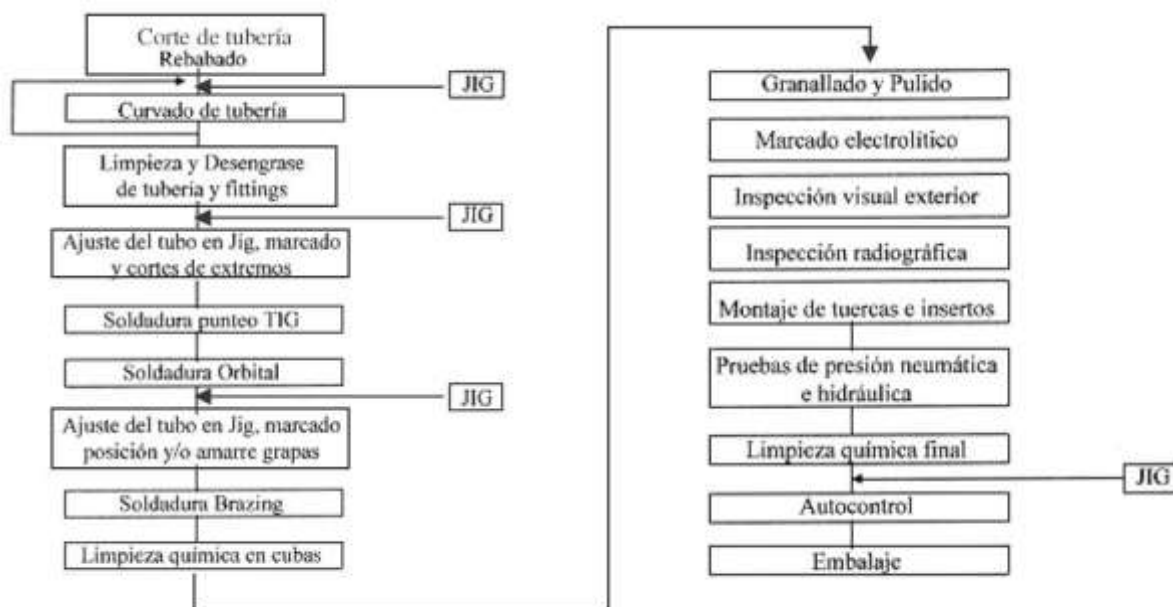 Corte de tubería
Rebabado
JIG
Curvado de tubería
Limpieza y Desengrase
de tubería y fittings
JIG
Ajuste del tubo en Jig, marcado
y cortes de extremos
Soldadura punteo TIG
Soldadura Orbital
JIG
Ajuste del tubo en Jig, marcado
posición y/o amarre grapas
Soldadura Brazing
Limpieza química en cubas
Granallado y Pulido
Marcado electrolítico
Inspección visual exterior
Inspección radiográfica
Montaje de tuercas e insertos
Pruebas de presión neumática
e hidráulica
Limpieza química final
JIG
Autocontrol
Embalaje